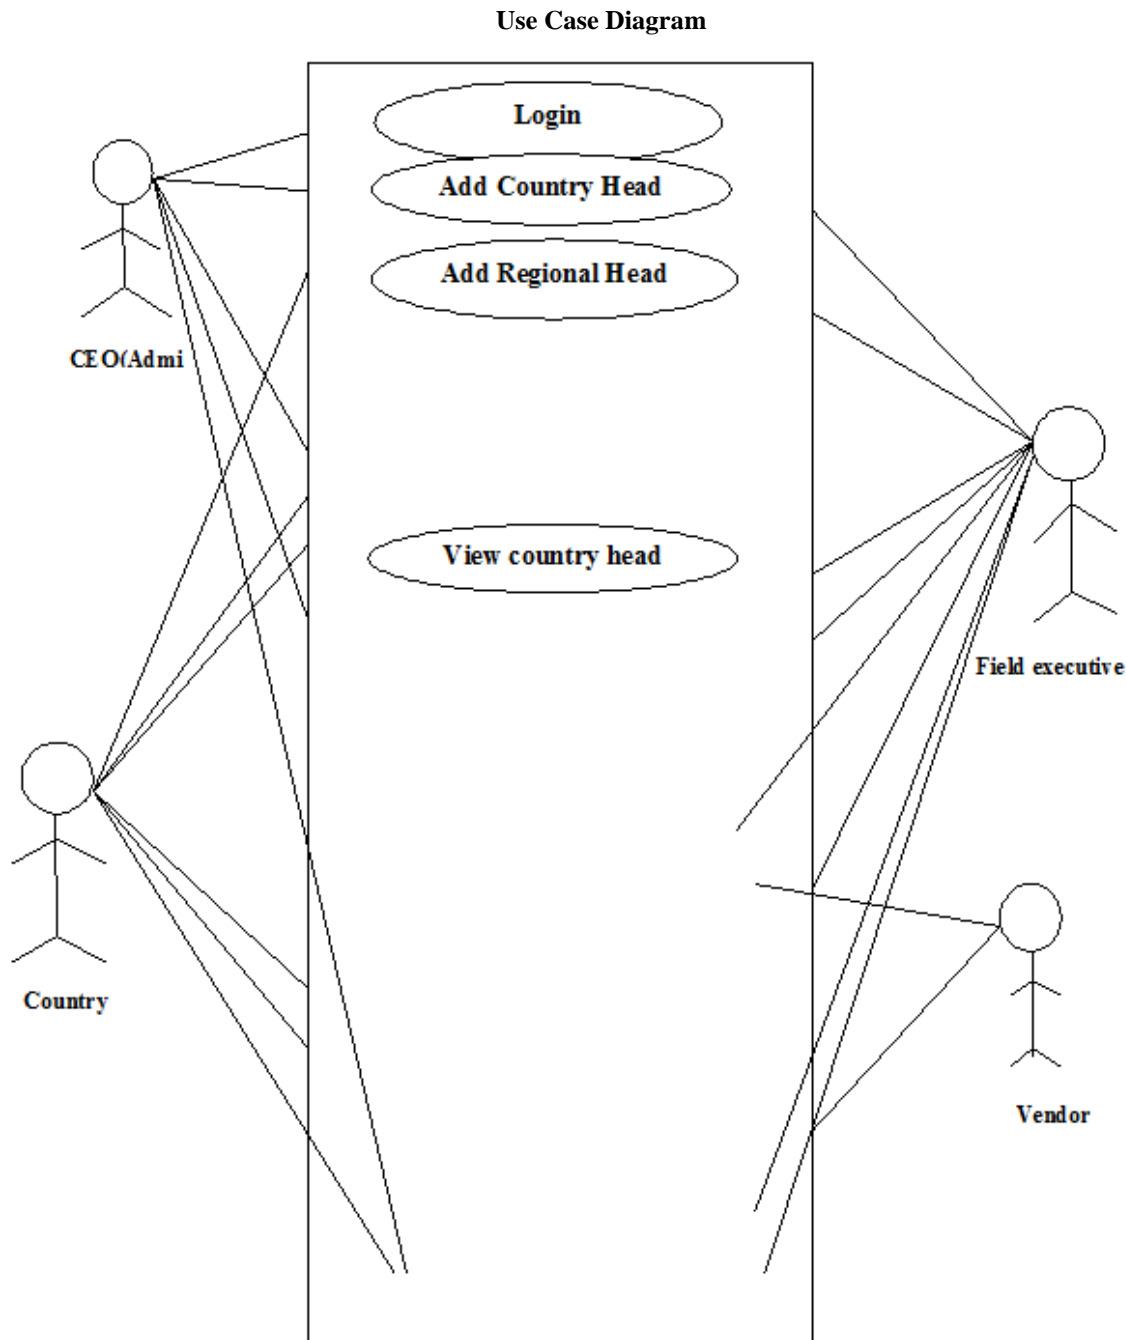 Use Case Diagram
Login
Add Country Head
Add Regional Head
CEO(Admi
View country head
Field executive
Country
Vendor